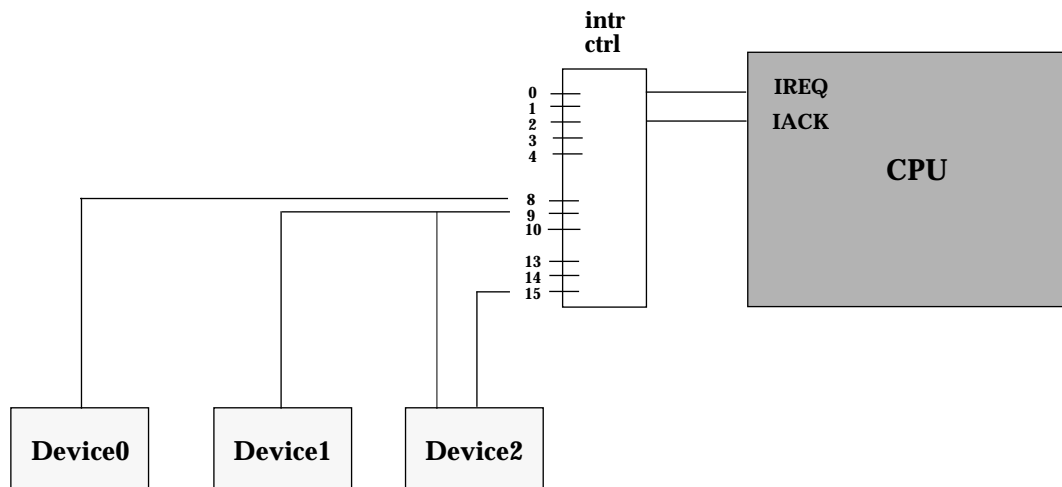 intr
ctrl
0
1
2
3
4
8
9
10
13
14
15
IREQ
IACK
CPU
Device0
Device1
Device2